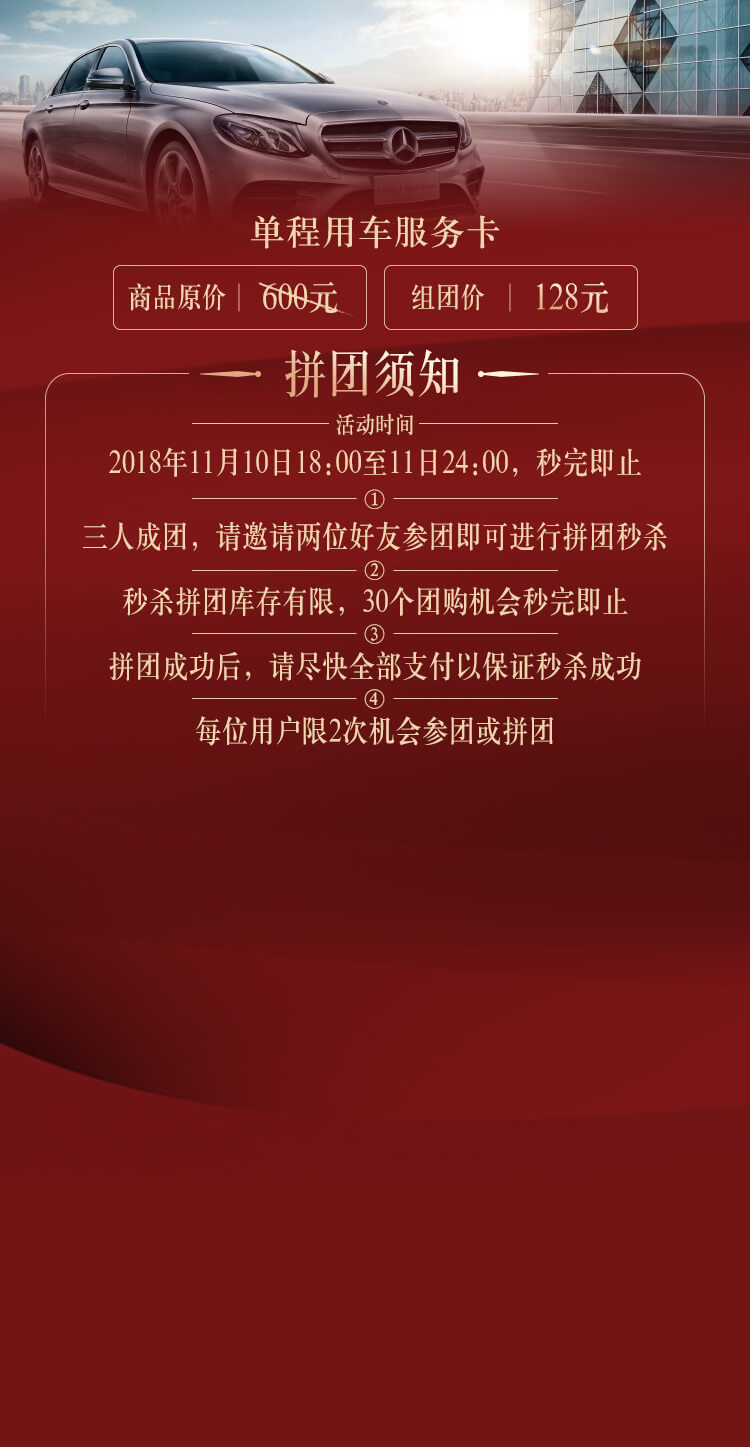 单程用车服务卡
商品原价 | 600元
组团价 | 128元
拼团须知
活动时间
2018年11月10日18:00至11日24:00，秒完即止
①
三人成团，请邀请两位好友参团即可进行拼团秒杀
②
秒杀拼团库存有限，30个团购机会秒完即止
③
拼团成功后，请尽快全部支付以保证秒杀成功
④
每位用户限2次机会参团或拼团